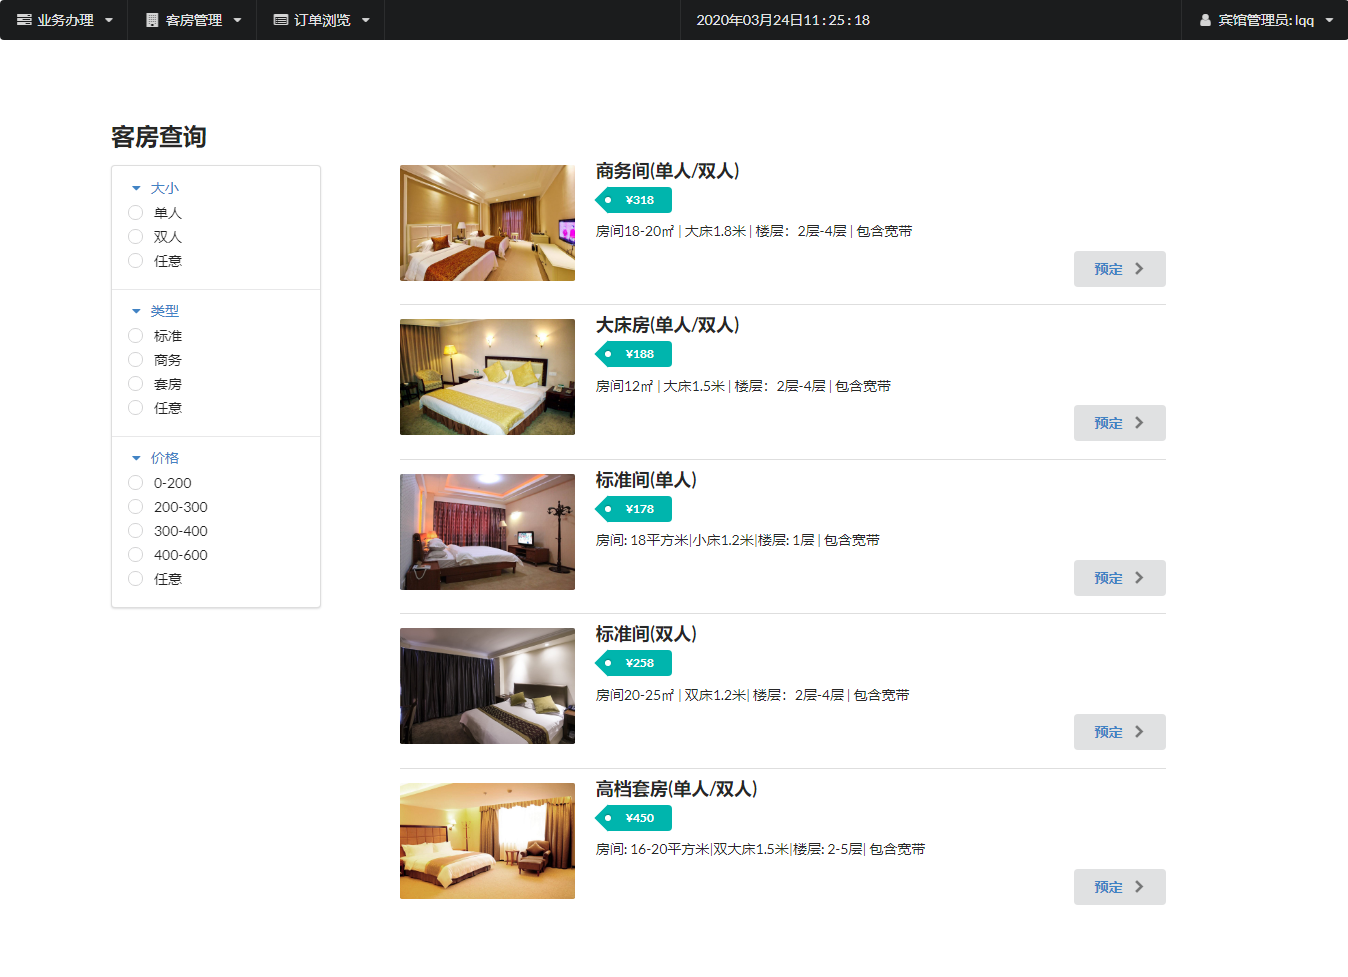 业务办理 客房管理 订单浏览 2020年03月24日11 : 25 : 18 宾馆管理员: lqq
客房查询
大小
单人
双人
任意
类型
标准
商务
套房
任意
价格
0-200
200-300
300-400
400-600
任意
商务间(单人/双人)
¥318
房间18-20㎡ | 大床1.8米 | 楼层：2层-4层 | 包含宽带
预定
大床房(单人/双人)
¥188
房间12㎡ | 大床1.5米 | 楼层：2层-4层 | 包含宽带
预定
标准间(单人)
¥178
房间: 18平方米|小床1.2米|楼层: 1层 | 包含宽带
预定
标准间(双人)
¥258
房间20-25㎡ | 双床1.2米| 楼层：2层-4层 | 包含宽带
预定
高档套房(单人/双人)
¥450
房间: 16-20平方米|双大床1.5米|楼层: 2-5层| 包含宽带
预定